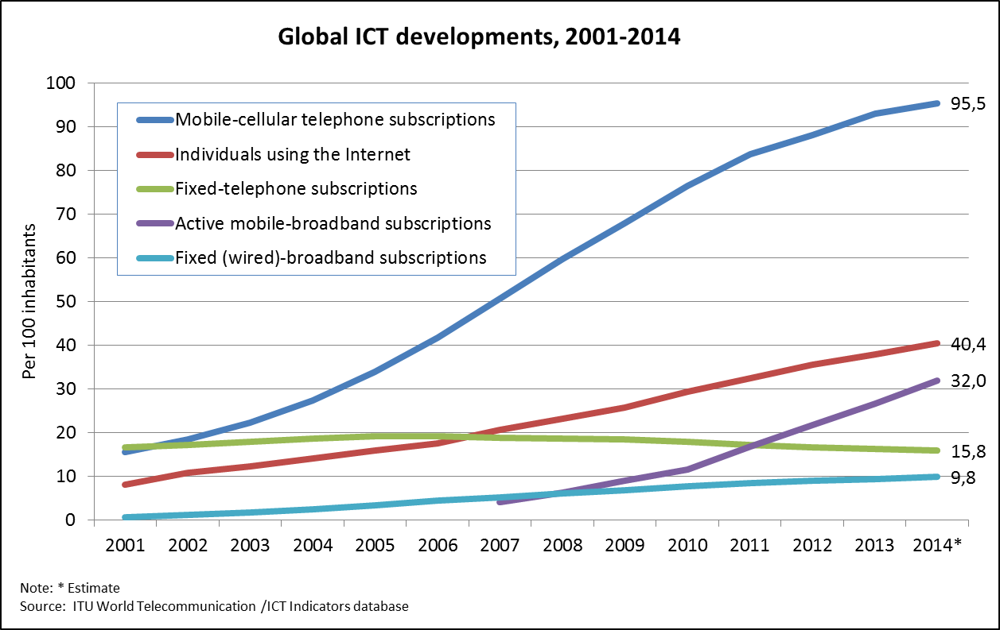 Global ICT developments, 2001-2014
Per 100 inhabitants
100
90
80
70
60
50
40
30
20
10
0
Mobile-cellular telephone subscriptions
Individuals using the Internet
Fixed-telephone subscriptions
Active mobile-broadband subscriptions
Fixed (wired)-broadband subscriptions
95,5
40,4
32,0
15,8
9,8
2001 2002 2003 2004 2005 2006 2007 2008 2009 2010 2011 2012 2013 2014*
Note: * Estimate
Source: ITU World Telecommunication /ICT Indicators database